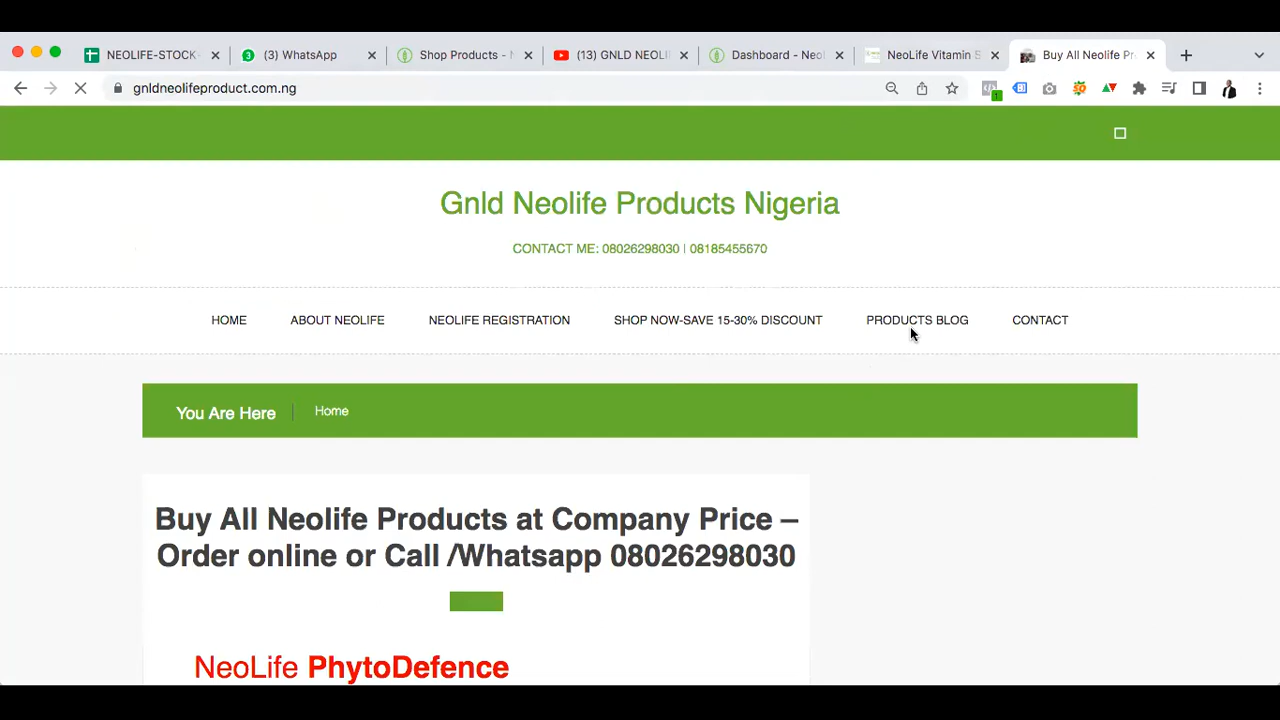 NEOLIFE-STOCK
(3) WhatsApp
Shop Products - N
(13) GNLD NEOLI
Dashboard - Neol
NeoLife Vitamin S
Buy All Neolife Pr
gnldneolifeproduct.com.ng
1
Gnld Neolife Products Nigeria
CONTACT ME: 08026298030 | 08185455670
HOME
ABOUT NEOLIFE
NEOLIFE REGISTRATION
SHOP NOW-SAVE 15-30% DISCOUNT
PRODUCTS BLOG
CONTACT
You Are Here
Home
Buy All Neolife Products at Company Price –
Order online or Call /Whatsapp 08026298030
NeoLife PhytoDefence